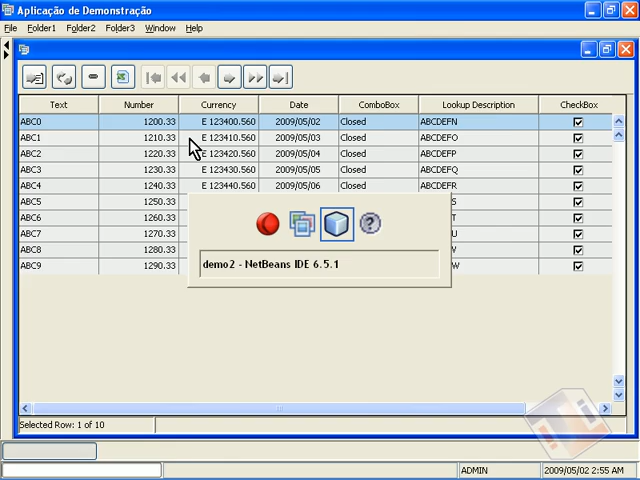 Aplicação de Demonstração
File Folder1 Folder2 Folder3 Window Help
Text Number Currency Date ComboBox Lookup Description CheckBox
ABC0 1200.33 E 123400.560 2009/05/02 Closed ABCDEFN
ABC1 1210.33 E 123410.560 2009/05/03 Closed ABCDEFO
ABC2 1220.33 E 123420.560 2009/05/04 Closed ABCDEFP
ABC3 1230.33 E 123430.560 2009/05/05 Closed ABCDEFQ
ABC4 1240.33 E 123440.560 2009/05/06 Closed ABCDEFR
ABC5 1250.33 S
ABC6 1260.33 T
ABC7 1270.33 U
ABC8 1280.33 V
ABC9 1290.33 W
demo2 - NetBeans IDE 6.5.1
Selected Row: 1 of 10
ADMIN 2009/05/02 2:55 AM